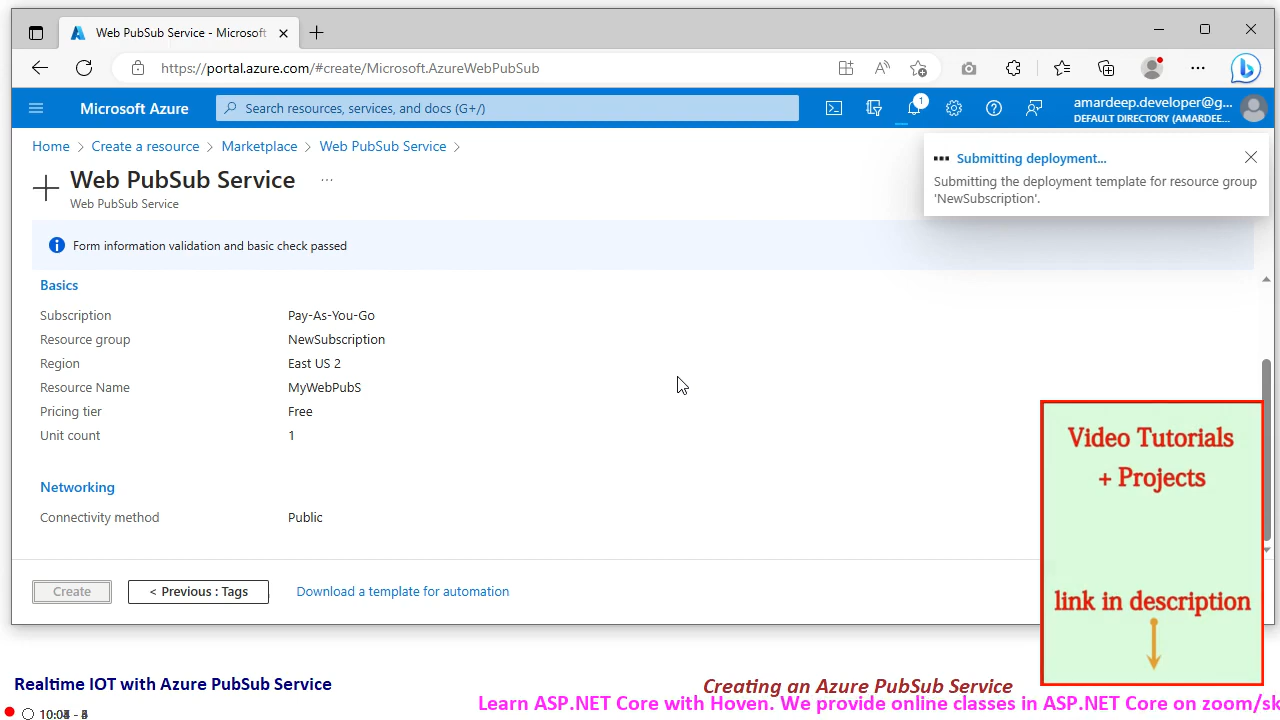 Web PubSub Service - Microsoft
https://portal.azure.com/#create/Microsoft.AzureWebPubSub
Microsoft Azure
Search resources, services, and docs (G+/)
1
amardeep.developer@g...
DEFAULT DIRECTORY (AMARDEE...
Home > Create a resource > Marketplace > Web PubSub Service >
Web PubSub Service ...
Web PubSub Service
Submitting deployment...
Submitting the deployment template for resource group
'NewSubscription'.
Form information validation and basic check passed
Basics
Subscription Pay-As-You-Go
Resource group NewSubscription
Region East US 2
Resource Name MyWebPubS
Pricing tier Free
Unit count 1
Networking
Connectivity method Public
Create
< Previous : Tags
Download a template for automation
Video Tutorials
+ Projects
link in description
Realtime IOT with Azure PubSub Service
Creating an Azure PubSub Service
Learn ASP.NET Core with Hoven. We provide online classes in ASP.NET Core on zoom/sk